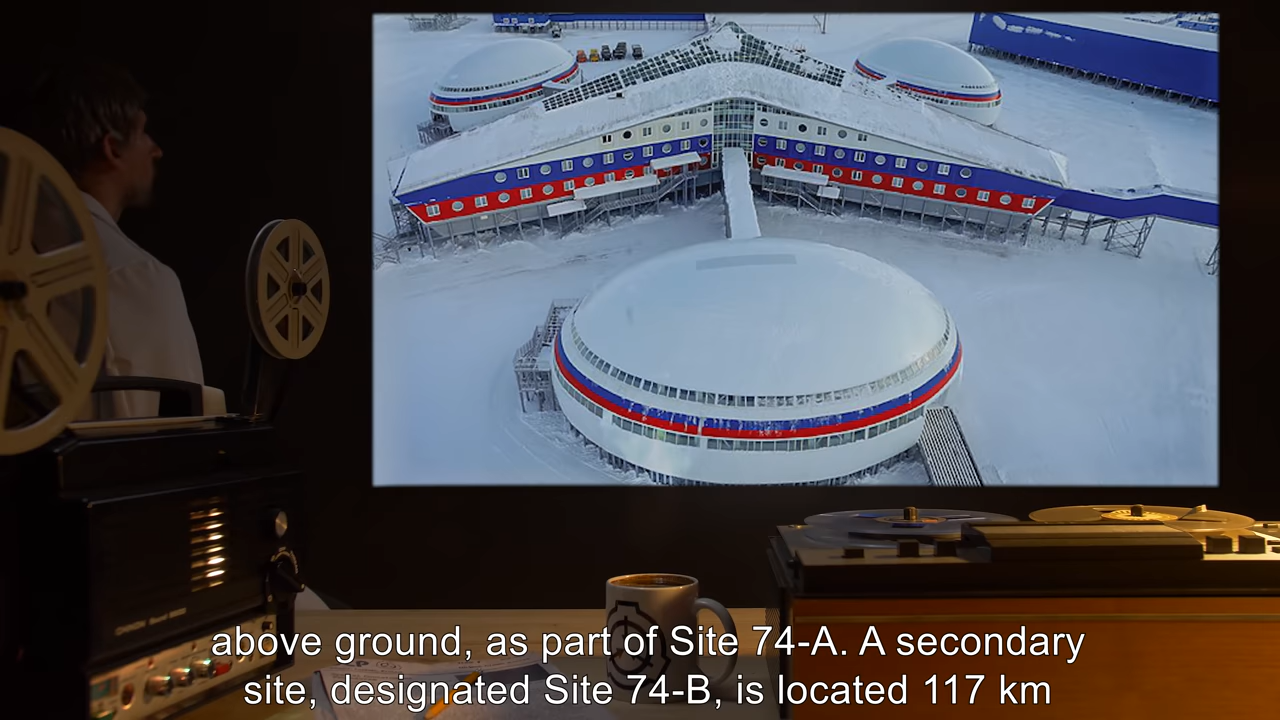 above ground, as part of Site 74-A. A secondary
site, designated Site 74-B, is located 117 km